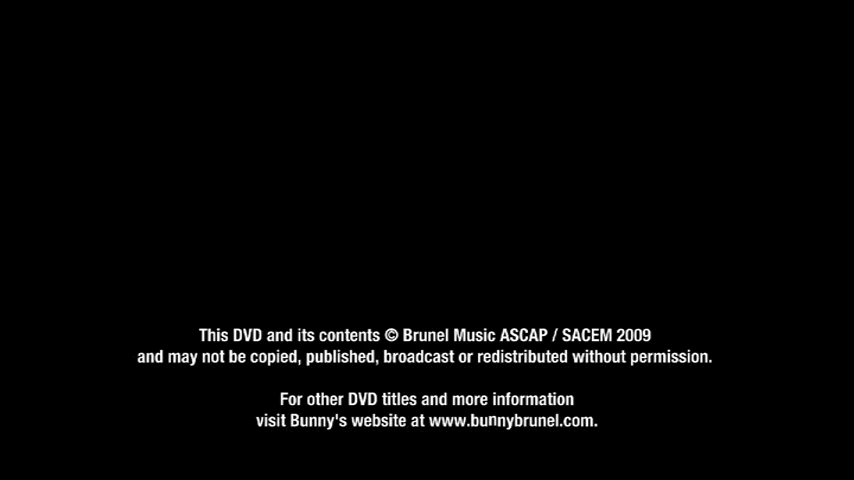 This DVD and its contents © Brunel Music ASCAP / SACEM 2009
and may not be copied, published, broadcast or redistributed without permission.
For other DVD titles and more information
visit Bunny's website at www.bunnybrunel.com.